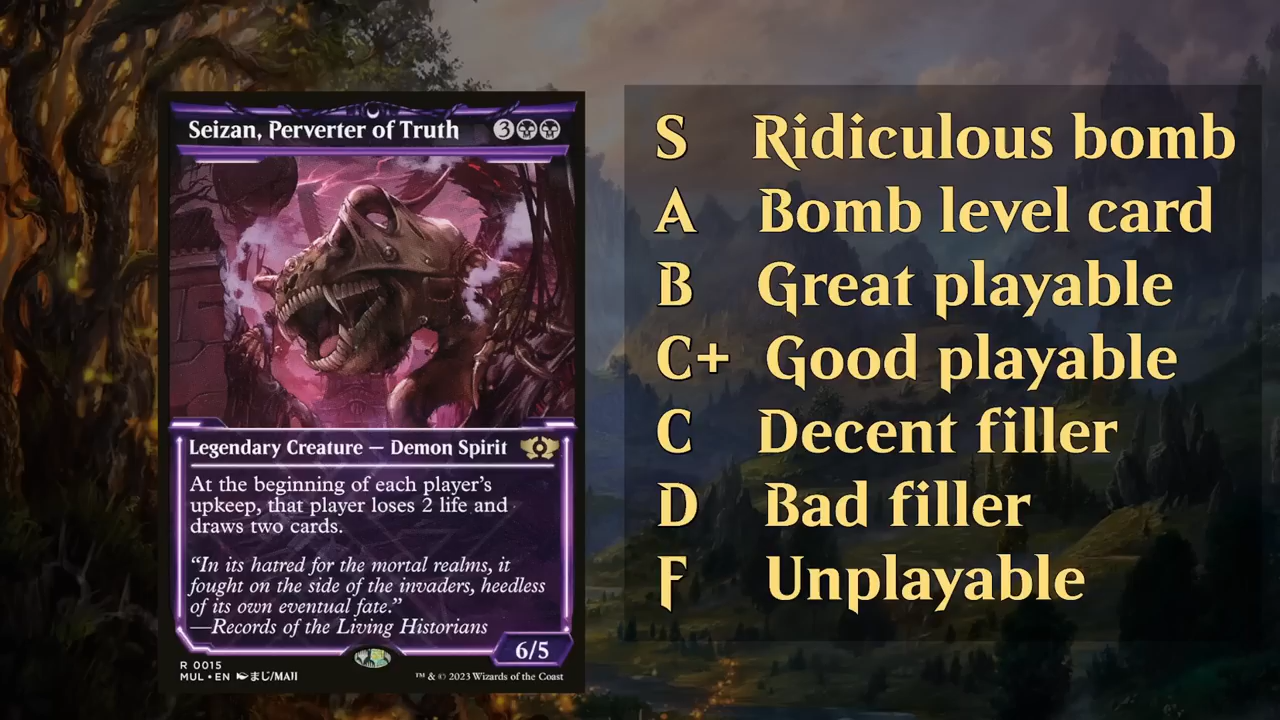 Seizan, Perverter of Truth 3
Legendary Creature — Demon Spirit
At the beginning of each player's
upkeep, that player loses 2 life and
draws two cards.
"In its hatred for the mortal realms, it
fought on the side of the invaders, heedless
of its own eventual fate."
—Records of the Living Historians
6/5
R 0015
MUL • EN まじ/MAJI
™ & © 2023 Wizards of the Coast
S Ridiculous bomb
A Bomb level card
B Great playable
C+ Good playable
C Decent filler
D Bad filler
F Unplayable